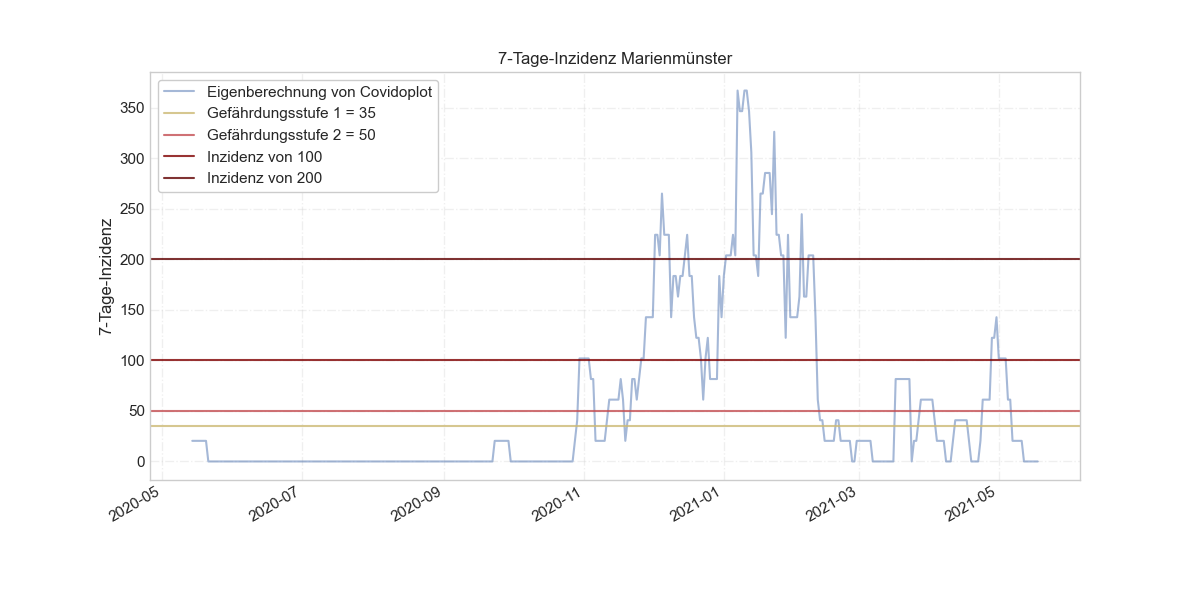 7-Tage-Inzidenz Marienmünster
Eigenberechnung von Covidoplot
Gefährdungsstufe 1 = 35
Gefährdungsstufe 2 = 50
Inzidenz von 100
Inzidenz von 200
7-Tage-Inzidenz
350
300
250
200
150
100
50
0
2020-05
2020-07
2020-09
2020-11
2021-01
2021-03
2021-05